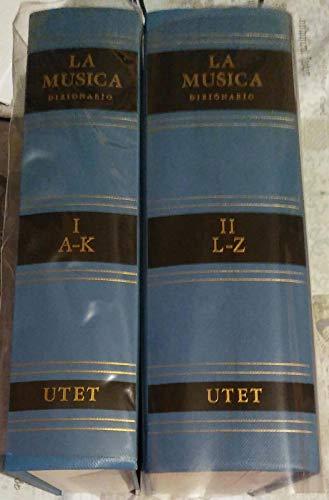 LA
MUSICA
DIZIONARIO
I
A-K
UTET
LA
MUSICA
DIZIONARIO
II
L-Z
UTET